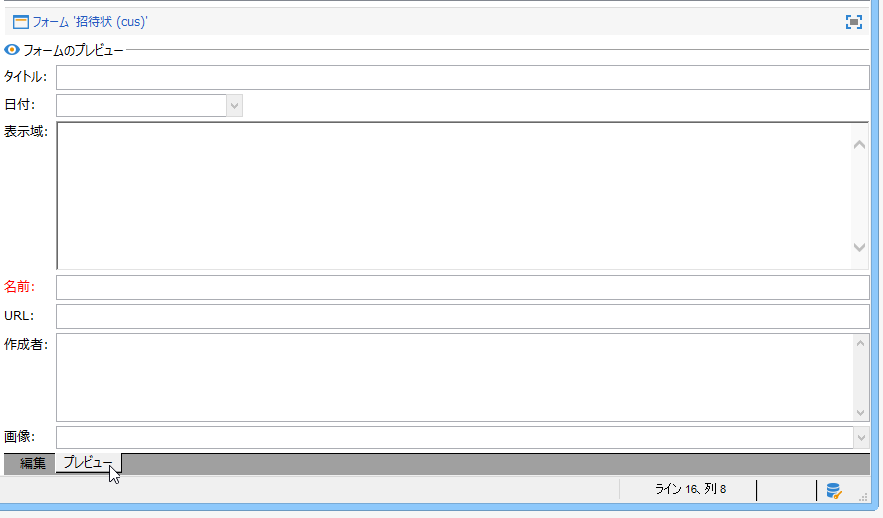 フォーム '招待状 (cus)'
フォームのプレビュー
タイトル:
日付:
表示域:
名前:
URL:
作成者:
画像:
編集 プレビュー
ライン 16、列 8